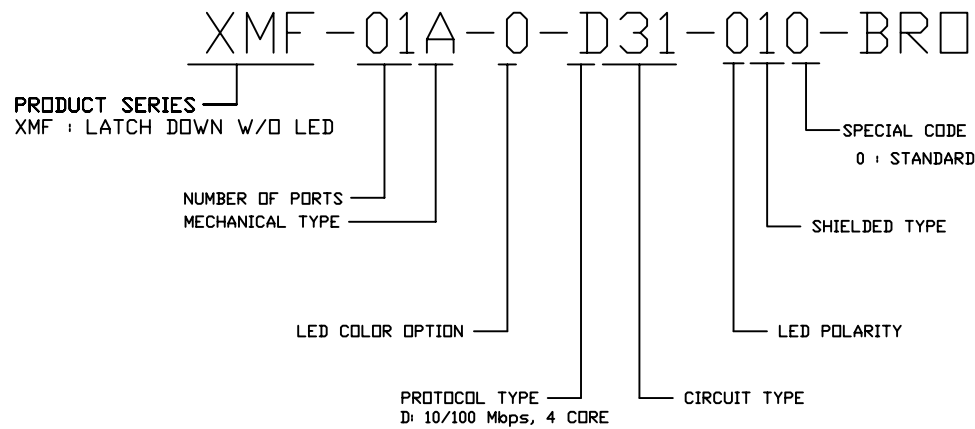 XMF-01A-0-D31-010-BRO
PRODUCT SERIES
XMF : LATCH DOWN W/O LED
SPECIAL CODE
0 : STANDARD
NUMBER OF PORTS
MECHANICAL TYPE
SHIELDED TYPE
LED COLOR OPTION
LED POLARITY
PROTOCOL TYPE
D: 10/100 Mbps, 4 CORE
CIRCUIT TYPE